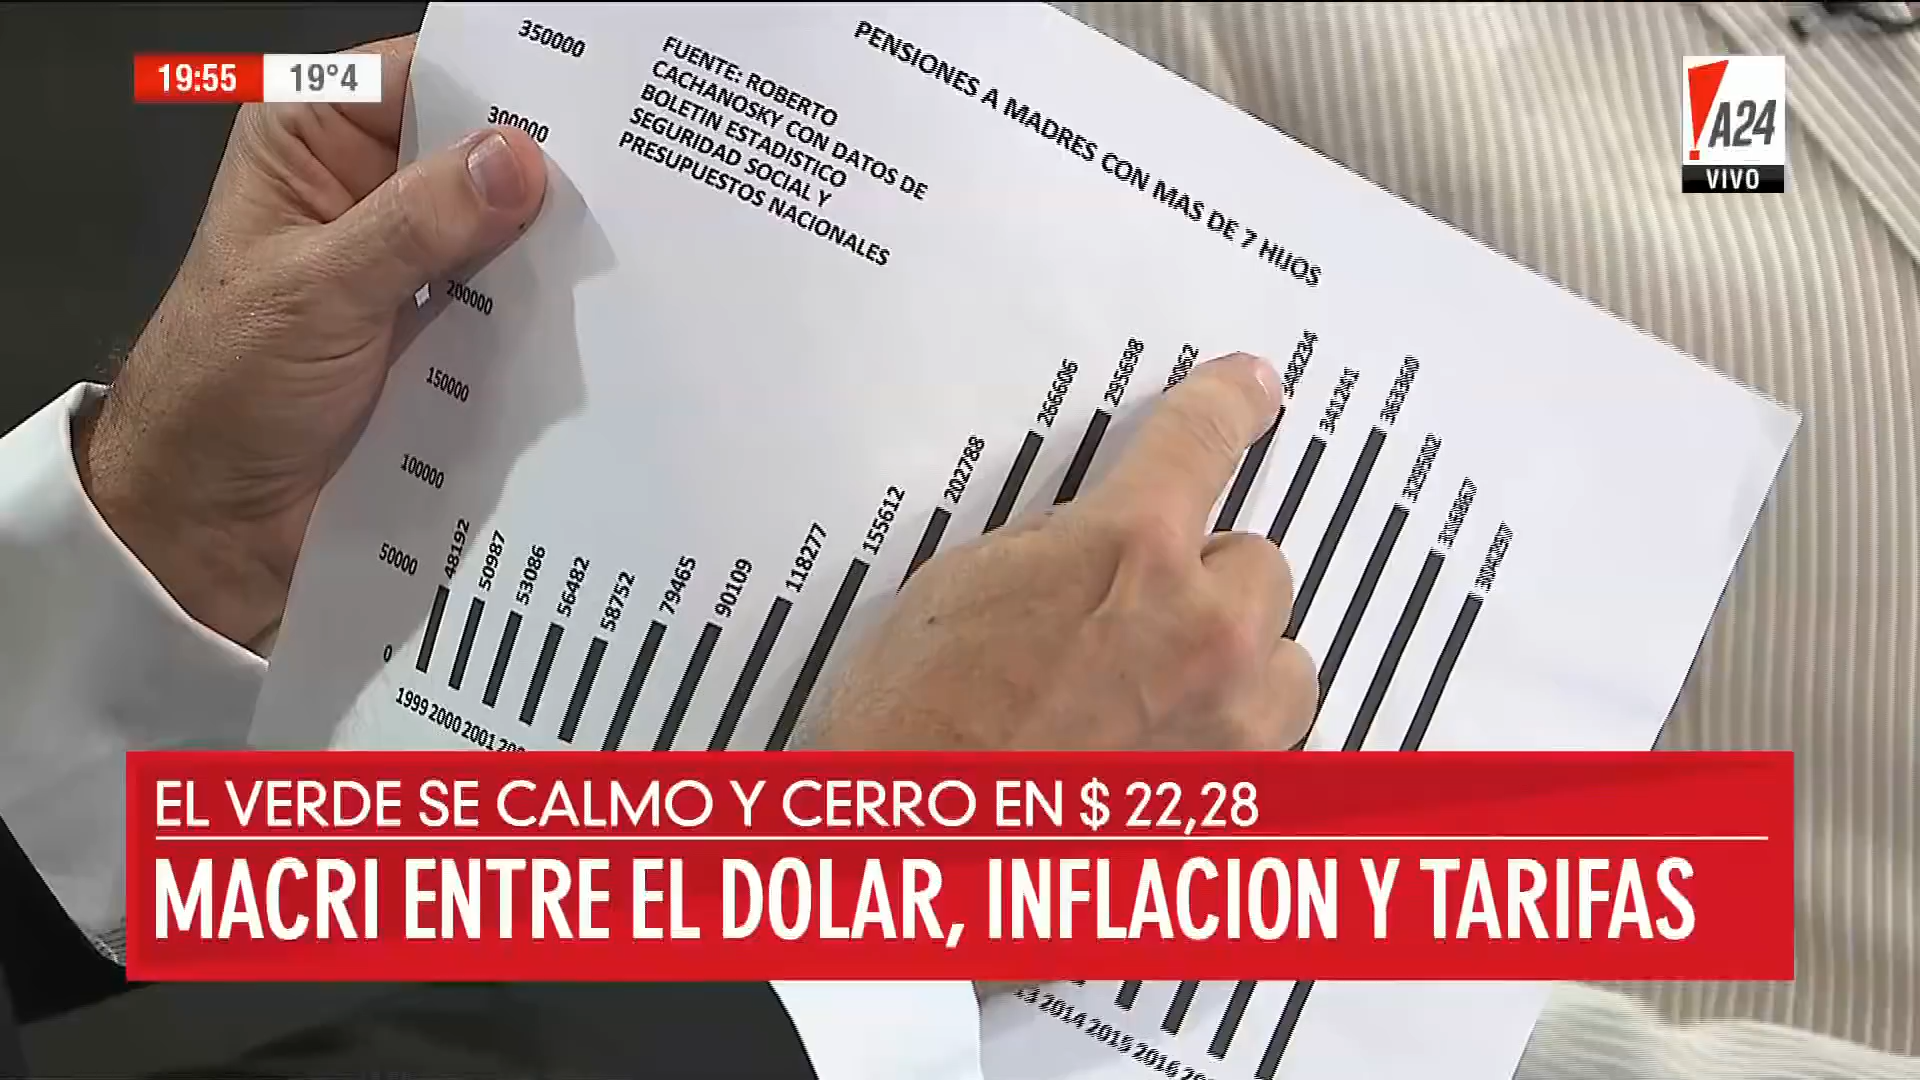 19:55 19°4
A24
VIVO
PENSIONES A MADRES CON MAS DE 7 HIJOS
FUENTE: ROBERTO
CACHANOSKY CON DATOS DE
BOLETIN ESTADISTICO
SEGURIDAD SOCIAL Y
PRESUPUESTOS NACIONALES
350000
300000
200000
150000
100000
50000
0
48192
50987
53086
56482
58752
79465
90109
118277
155612
202788
266606
295698
1999 2000 2001
2014 2015 2016
EL VERDE SE CALMO Y CERRO EN $ 22,28
MACRI ENTRE EL DOLAR, INFLACION Y TARIFAS